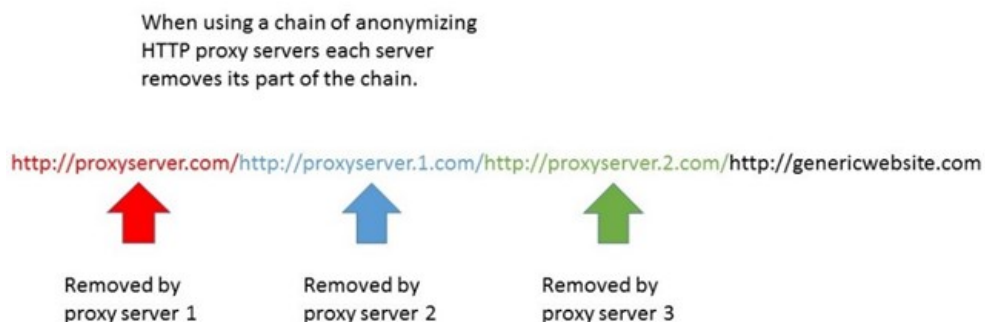 When using a chain of anonymizing
HTTP proxy servers each server
removes its part of the chain.
http://proxyserver.com/http://proxyserver.1.com/http://proxyserver.2.com/http://genericwebsite.com
Removed by
proxy server 1
Removed by
proxy server 2
Removed by
proxy server 3